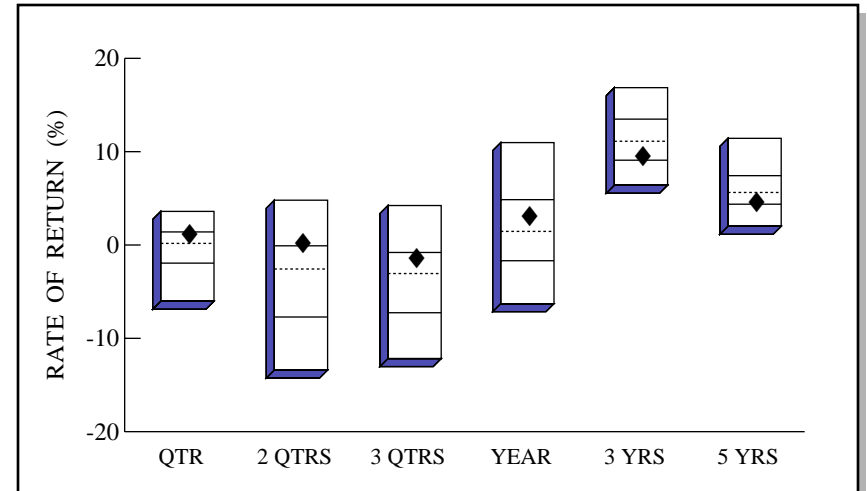 RATE OF RETURN (%)
20
10
0
-10
-20
QTR 2 QTRS 3 QTRS YEAR 3 YRS 5 YRS